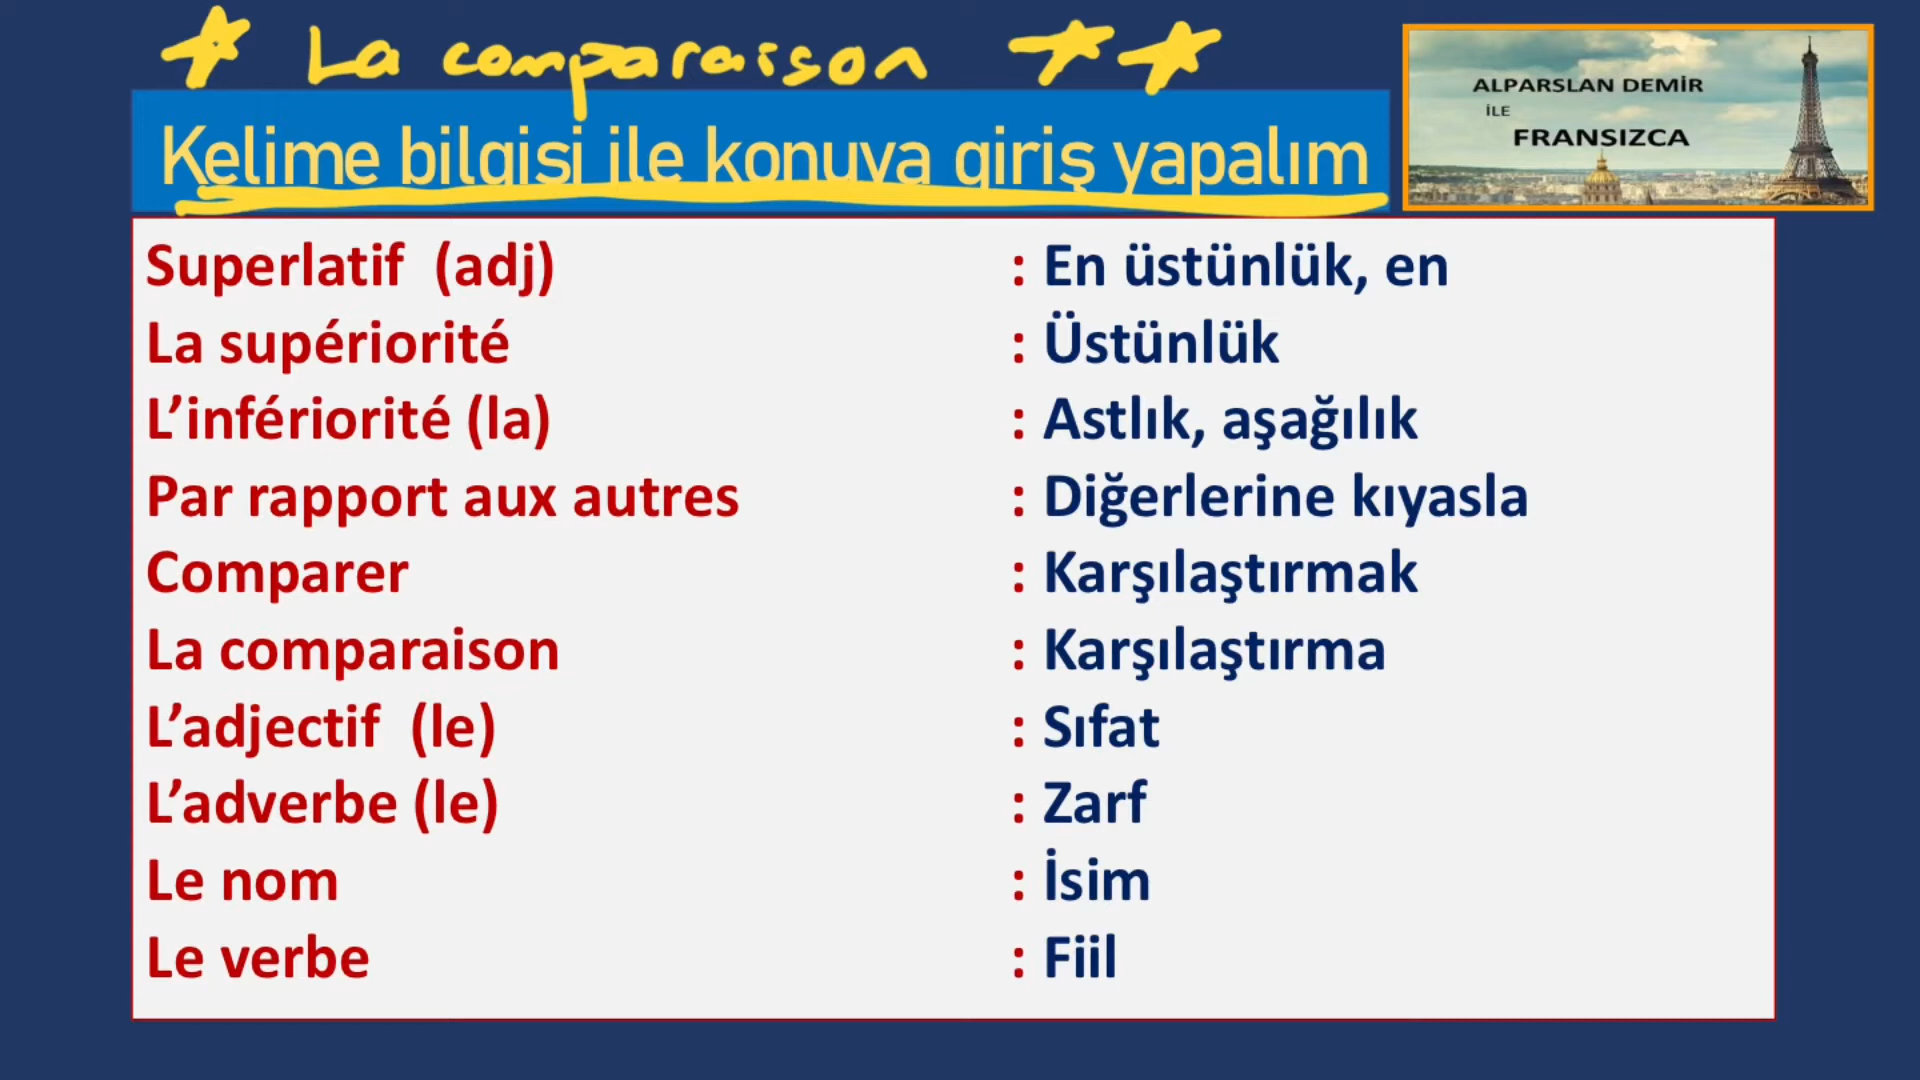 La comparaison
Kelime bilgisi ile konuya giriş yapalım
ALPARSLAN DEMİR
İLE
FRANSIZCA
Superlatif (adj) : En üstünlük, en
La supériorité : Üstünlük
L’infériorité (la) : Astlık, aşağılık
Par rapport aux autres : Diğerlerine kıyasla
Comparer : Karşılaştırmak
La comparaison : Karşılaştırma
L’adjectif (le) : Sıfat
L’adverbe (le) : Zarf
Le nom : İsim
Le verbe : Fiil